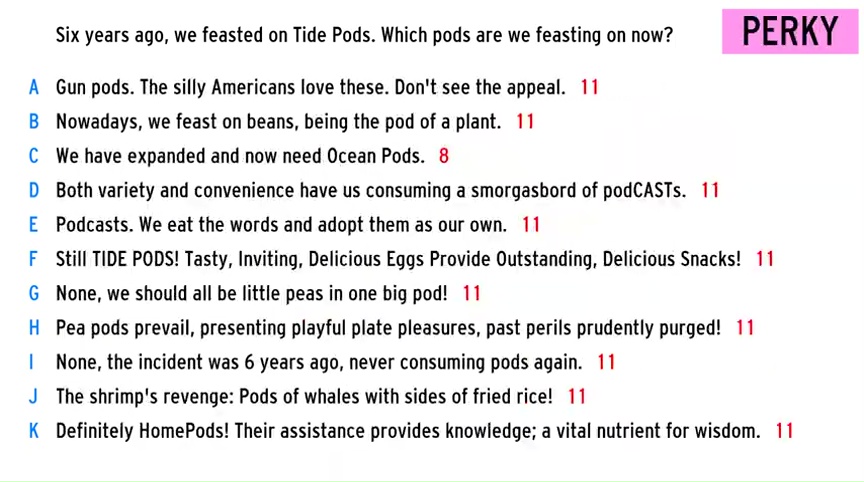 Six years ago, we feasted on Tide Pods. Which pods are we feasting on now?
PERKY
A Gun pods. The silly Americans love these. Don't see the appeal. 11
B Nowadays, we feast on beans, being the pod of a plant. 11
C We have expanded and now need Ocean Pods. 8
D Both variety and convenience have us consuming a smorgasbord of podCASTs. 11
E Podcasts. We eat the words and adopt them as our own. 11
F Still TIDE PODS! Tasty, Inviting, Delicious Eggs Provide Outstanding, Delicious Snacks! 11
G None, we should all be little peas in one big pod! 11
H Pea pods prevail, presenting playful plate pleasures, past perils prudently purged! 11
I None, the incident was 6 years ago, never consuming pods again. 11
J The shrimp's revenge: Pods of whales with sides of fried rice! 11
K Definitely HomePods! Their assistance provides knowledge; a vital nutrient for wisdom. 11